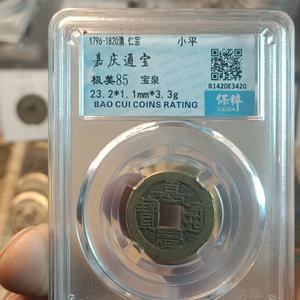 1796-1820清.仁宗 小平
嘉庆通宝
极美85 宝泉
23.2*1.1mm*3.3g
BAO CUI COINS RATING
B1420E3420
保粹